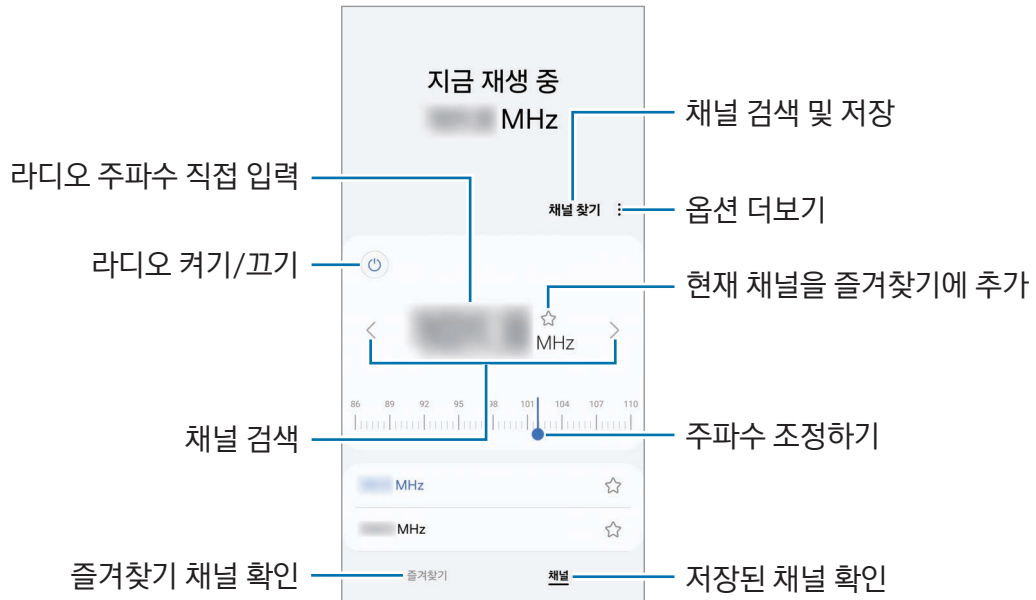 지금 재생 중
MHz
채널 검색 및 저장
라디오 주파수 직접 입력
채널 찾기
옵션 더보기
라디오 켜기/끄기
현재 채널을 즐겨찾기에 추가
MHz
86 89 92 95 98 101 104 107 110
채널 검색
주파수 조정하기
MHz
MHz
즐겨찾기 채널 확인
즐겨찾기
채널
저장된 채널 확인